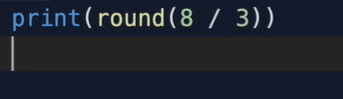 print(round(8 / 3))